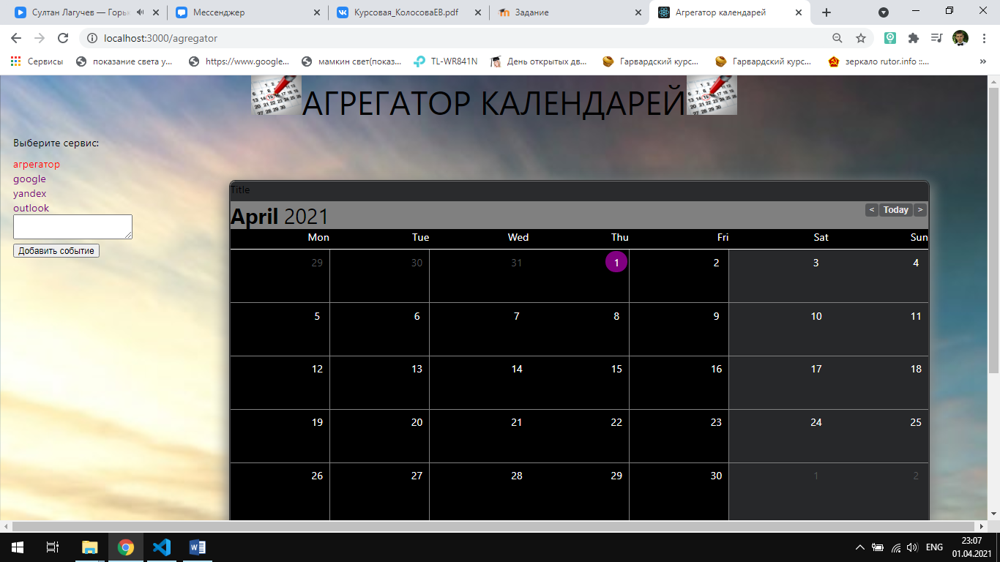 Султан Лагучев — Горьк
Мессенджер
Курсовая_КолосоваЕВ.pdf
Задание
Агрегатор календарей
localhost:3000/agregator
Сервисы
показание света у...
https://www.google...
мамкин свет(показ...
TL-WR841N
День открытых дв...
Гарвардский курс...
Гарвардский курс...
зеркало rutor.info ::...
»
АГРЕГАТОР КАЛЕНДАРЕЙ
Выберите сервис:
агрегатор
google
yandex
outlook
Добавить событие
Title
April 2021
< Today >
Mon Tue Wed Thu Fri Sat Sun
29 30 31 1 2 3 4
5 6 7 8 9 10 11
12 13 14 15 16 17 18
19 20 21 22 23 24 25
26 27 28 29 30 1 2
ENG
23:07
01.04.2021